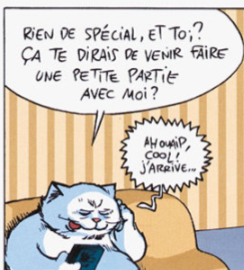 RIEN DE SPÉCIAL, ET TOI,?
ÇA TE DIRAIS DE VENIR FAIRE
UNE PETITE PARTIE
AVEC MOI?
AH OUAIP,
COOL!
J'ARRIVE...